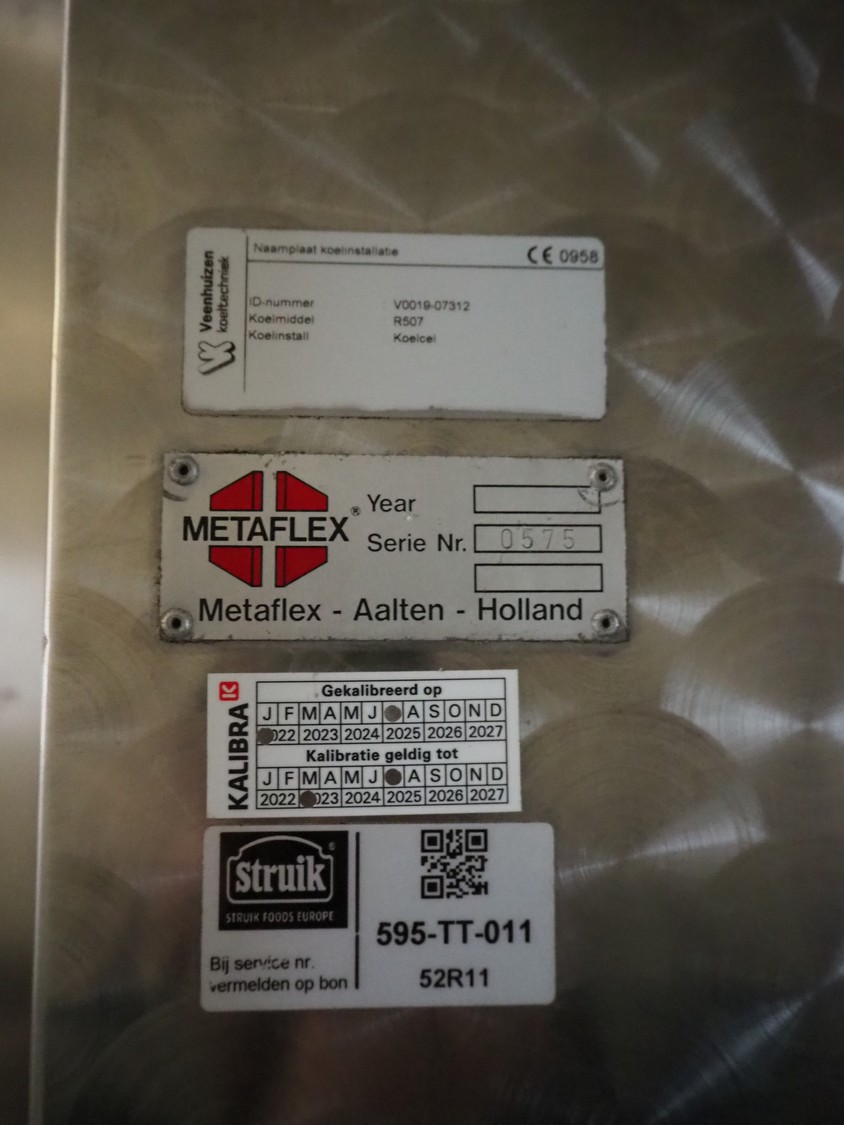 Veenhuizen
koeltechniek
Naamplaat koelinstallatie
CE 0958
ID-nummer : V0019-07312
Koelmiddel R507
Koelinstall Koelcel
METAFLEX®
Year
Serie Nr. 0575
Metaflex - Aalten - Holland
KALIBRA K
Gekalibreerd op
J F M A M J A S O N D
022 2023 2024 2025 2026 2027
Kalibratie geldig tot
J F M A M J A S O N D
2022 023 2024 2025 2026 2027
Struik®
STRUIK FOODS EUROPE
Bij service nr.
vermelden op bon
595-TT-011
52R11